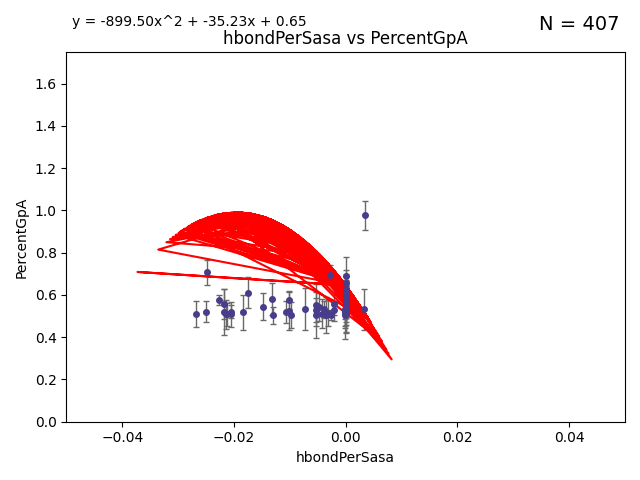 y = -899.50x^2 + -35.23x + 0.65
N = 407
hbondPerSasa vs PercentGpA
1.6
1.4
1.2
1.0
0.8
0.6
0.4
0.2
0.0
PercentGpA
−0.04
−0.02
0.00
0.02
0.04
hbondPerSasa